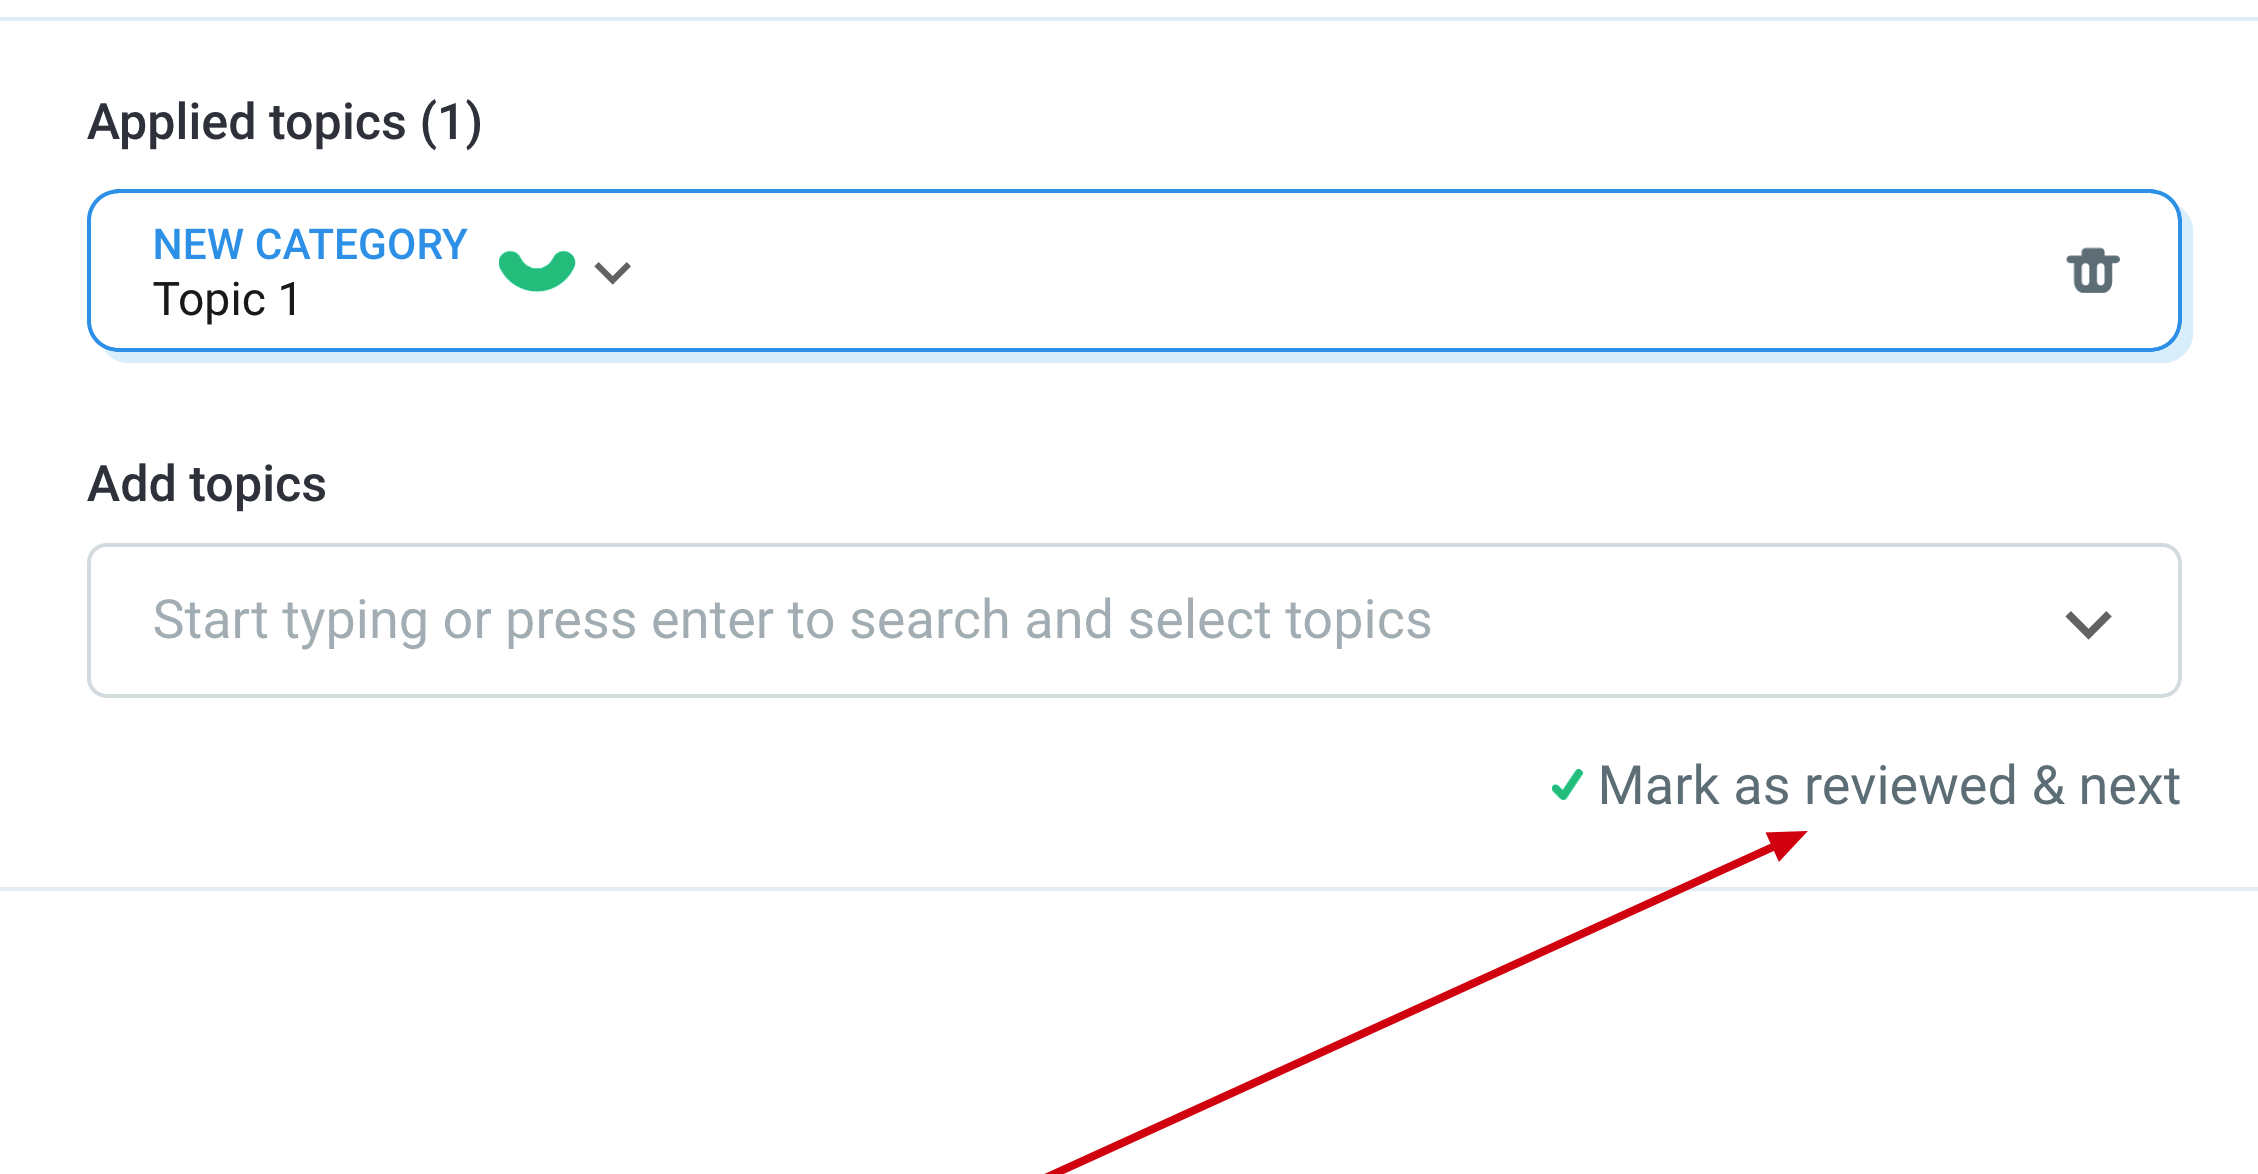 Applied topics (1)
NEW CATEGORY
Topic 1
Add topics
Start typing or press enter to search and select topics
Mark as reviewed & next